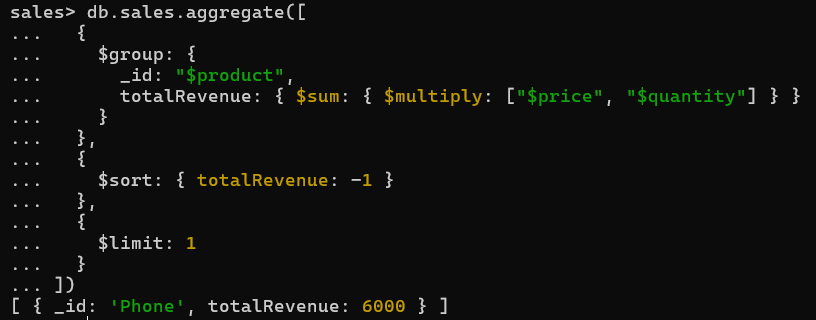 sales> db.sales.aggregate([
...   {
...     $group: {
...       _id: "$product",
...       totalRevenue: { $sum: { $multiply: ["$price", "$quantity"] } }
...     }
...   },
...   {
...     $sort: { totalRevenue: -1 }
...   },
...   {
...     $limit: 1
...   }
... ])
[ { _id: 'Phone', totalRevenue: 6000 } ]